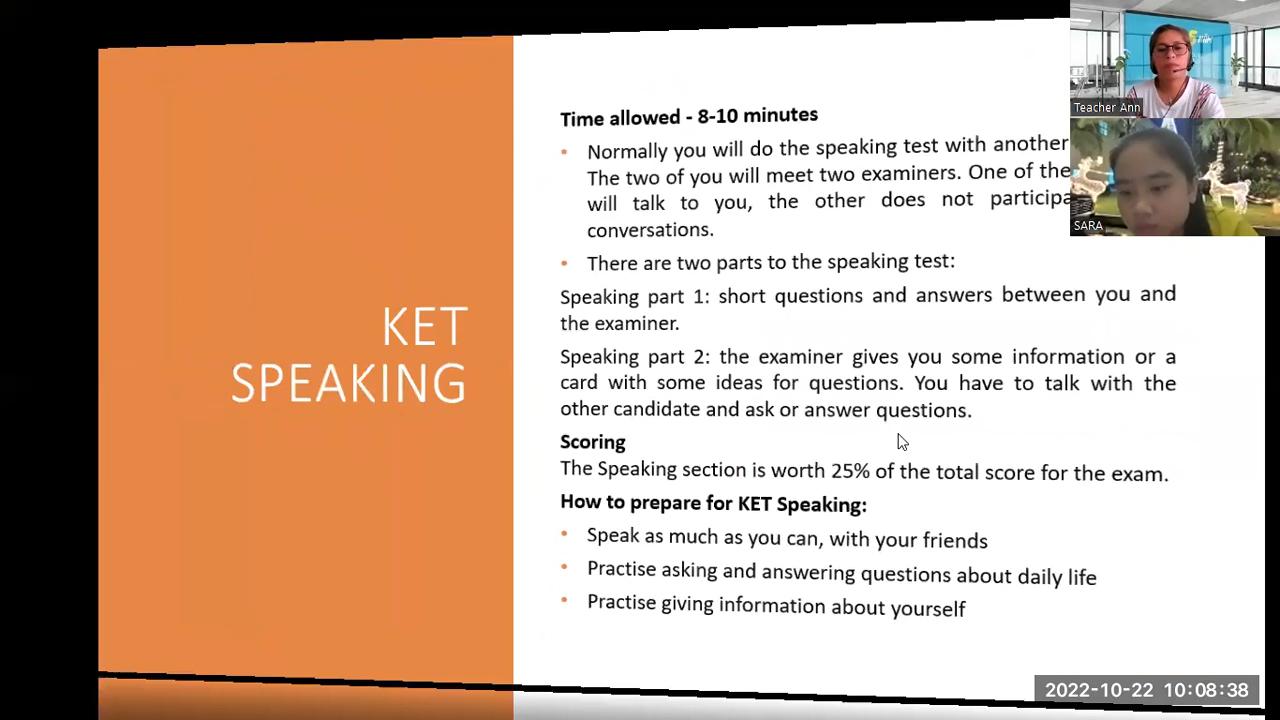 KET
SPEAKING
Time allowed - 8-10 minutes
• Normally you will do the speaking test with another
The two of you will meet two examiners. One of the
will talk to you, the other does not participa
conversations.
• There are two parts to the speaking test:
Speaking part 1: short questions and answers between you and
the examiner.
Speaking part 2: the examiner gives you some information or a
card with some ideas for questions. You have to talk with the
other candidate and ask or answer questions.
Scoring
The Speaking section is worth 25% of the total score for the exam.
How to prepare for KET Speaking:
• Speak as much as you can, with your friends
• Practise asking and answering questions about daily life
• Practise giving information about yourself
Teacher Ann
SARA
2022-10-22 10:08:38